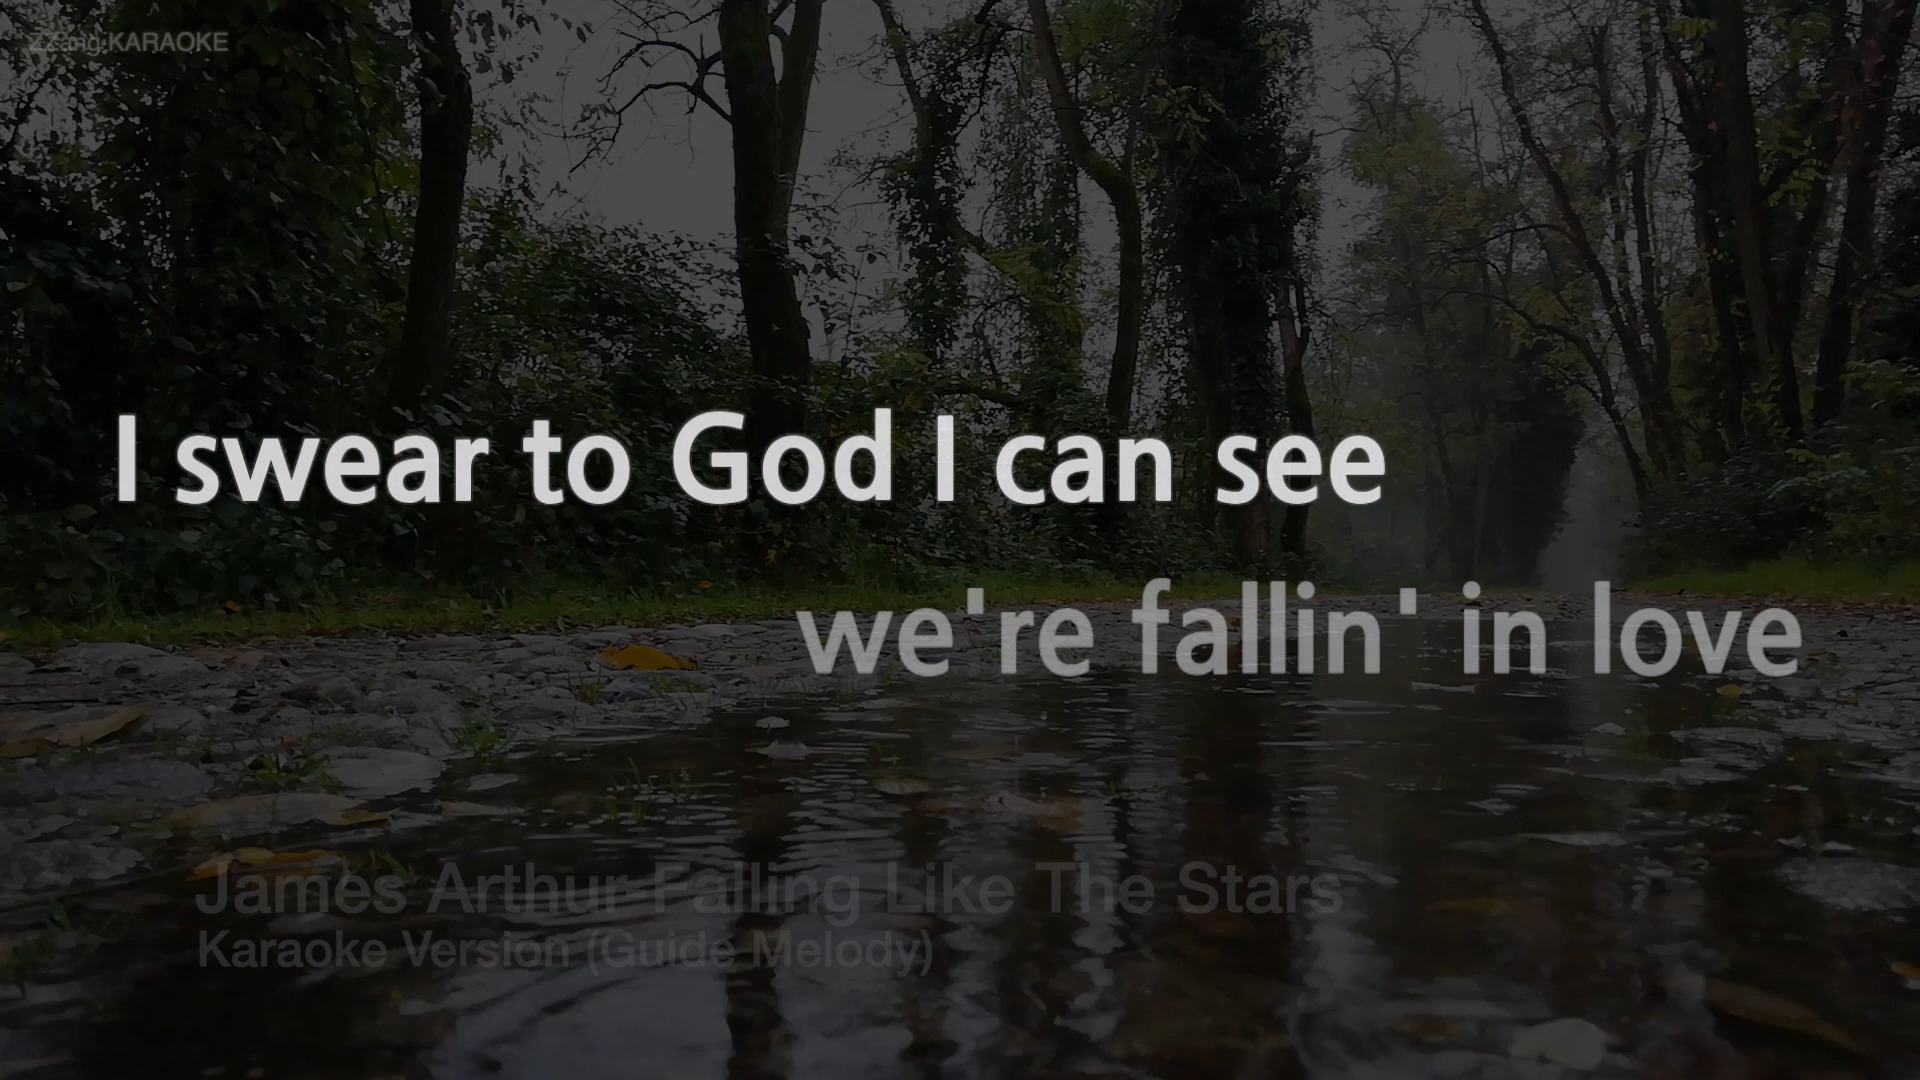 ZZang KARAOKE
I swear to God I can see
we're fallin' in love
James Arthur-Falling Like The Stars
Karaoke Version (Guide Melody)